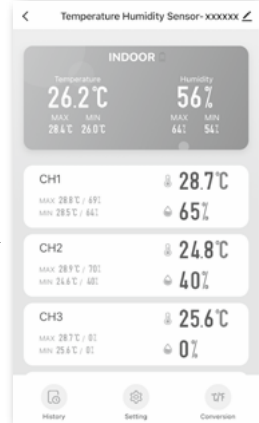 Temperature Humidity Sensor- xxxxxx
INDOOR
Temperature Humidity
26.2℃ 56%
MAX MIN MAX MIN
28.4℃ 26.0℃ 64% 54%
CH1 28.7℃
MAX 28.8℃ / 69%
MIN 28.5℃ / 64% 65%
CH2 24.8℃
MAX 28.9℃ / 70%
MIN 24.6℃ / 40% 40%
CH3 25.6℃
MAX 28.7℃ / 0%
MIN 25.6℃ / 0% 0%
℃/℉
History Setting Conversion